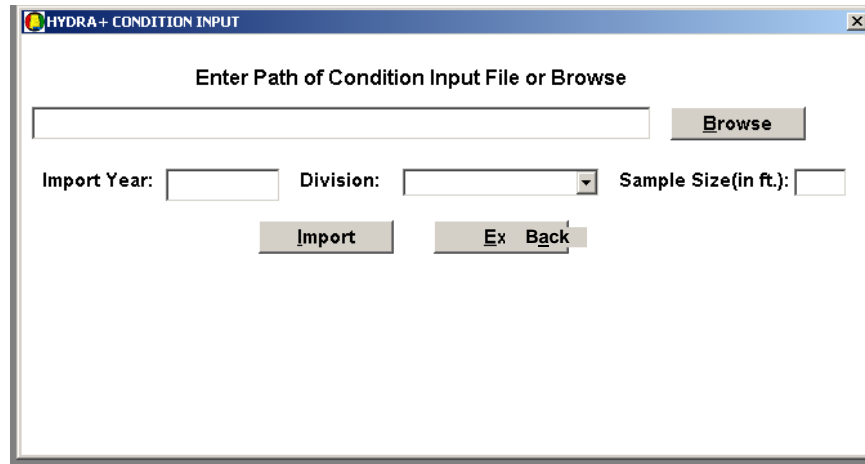 HYDRA+ CONDITION INPUT
Enter Path of Condition Input File or Browse
Browse
Import Year: Division: Sample Size(in ft.):
Import Ex Back